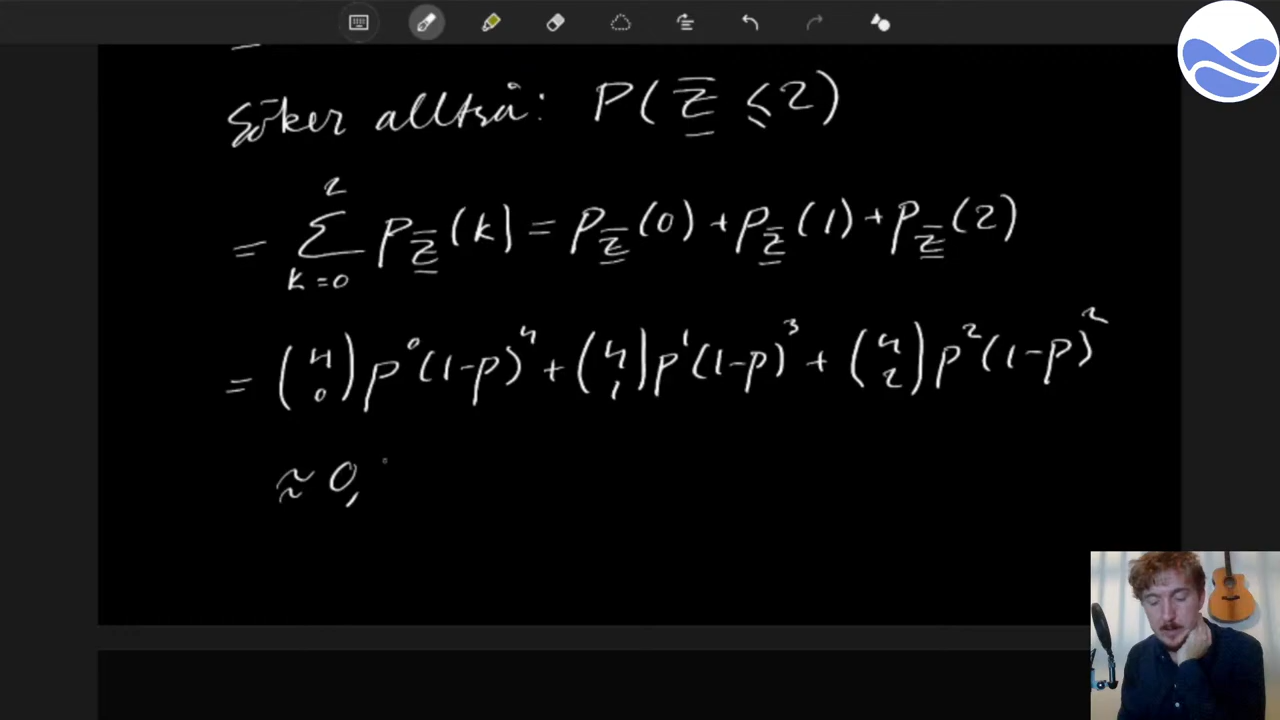 Söker alltså: P(Z ≤ 2)
= ∑_{k=0}^{2} p_Z(k) = p_Z(0) + p_Z(1) + p_Z(2)
= (4 0) p^0 (1-p)^4 + (4 1) p^1 (1-p)^3 + (4 2) p^2 (1-p)^2
≈ 0,